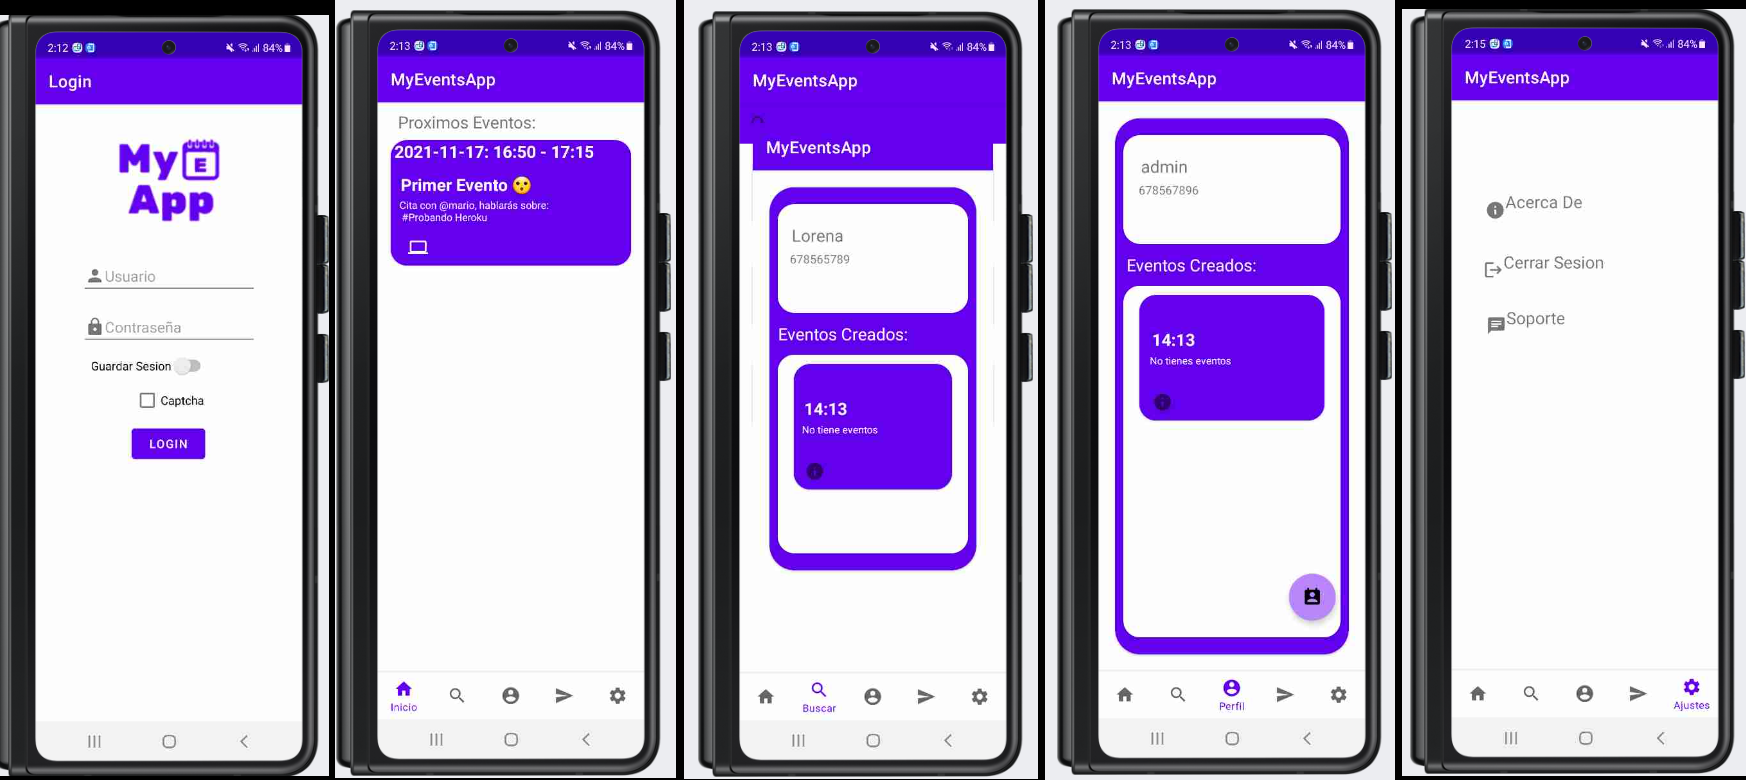 2:12
84%
Login
My E
App
Usuario
Contraseña
Guardar Sesion
Captcha
LOGIN
2:13
84%
MyEventsApp
Proximos Eventos:
2021-11-17: 16:50 - 17:15
Primer Evento 😗
Cita con @mario, hablarás sobre:
#Probando Heroku
Inicio
2:13
84%
MyEventsApp
MyEventsApp
Lorena
678565789
Eventos Creados:
14:13
No tiene eventos
Buscar
2:13
84%
MyEventsApp
admin
678567896
Eventos Creados:
14:13
No tienes eventos
Perfil
2:15
84%
MyEventsApp
Acerca De
Cerrar Sesion
Soporte
Ajustes